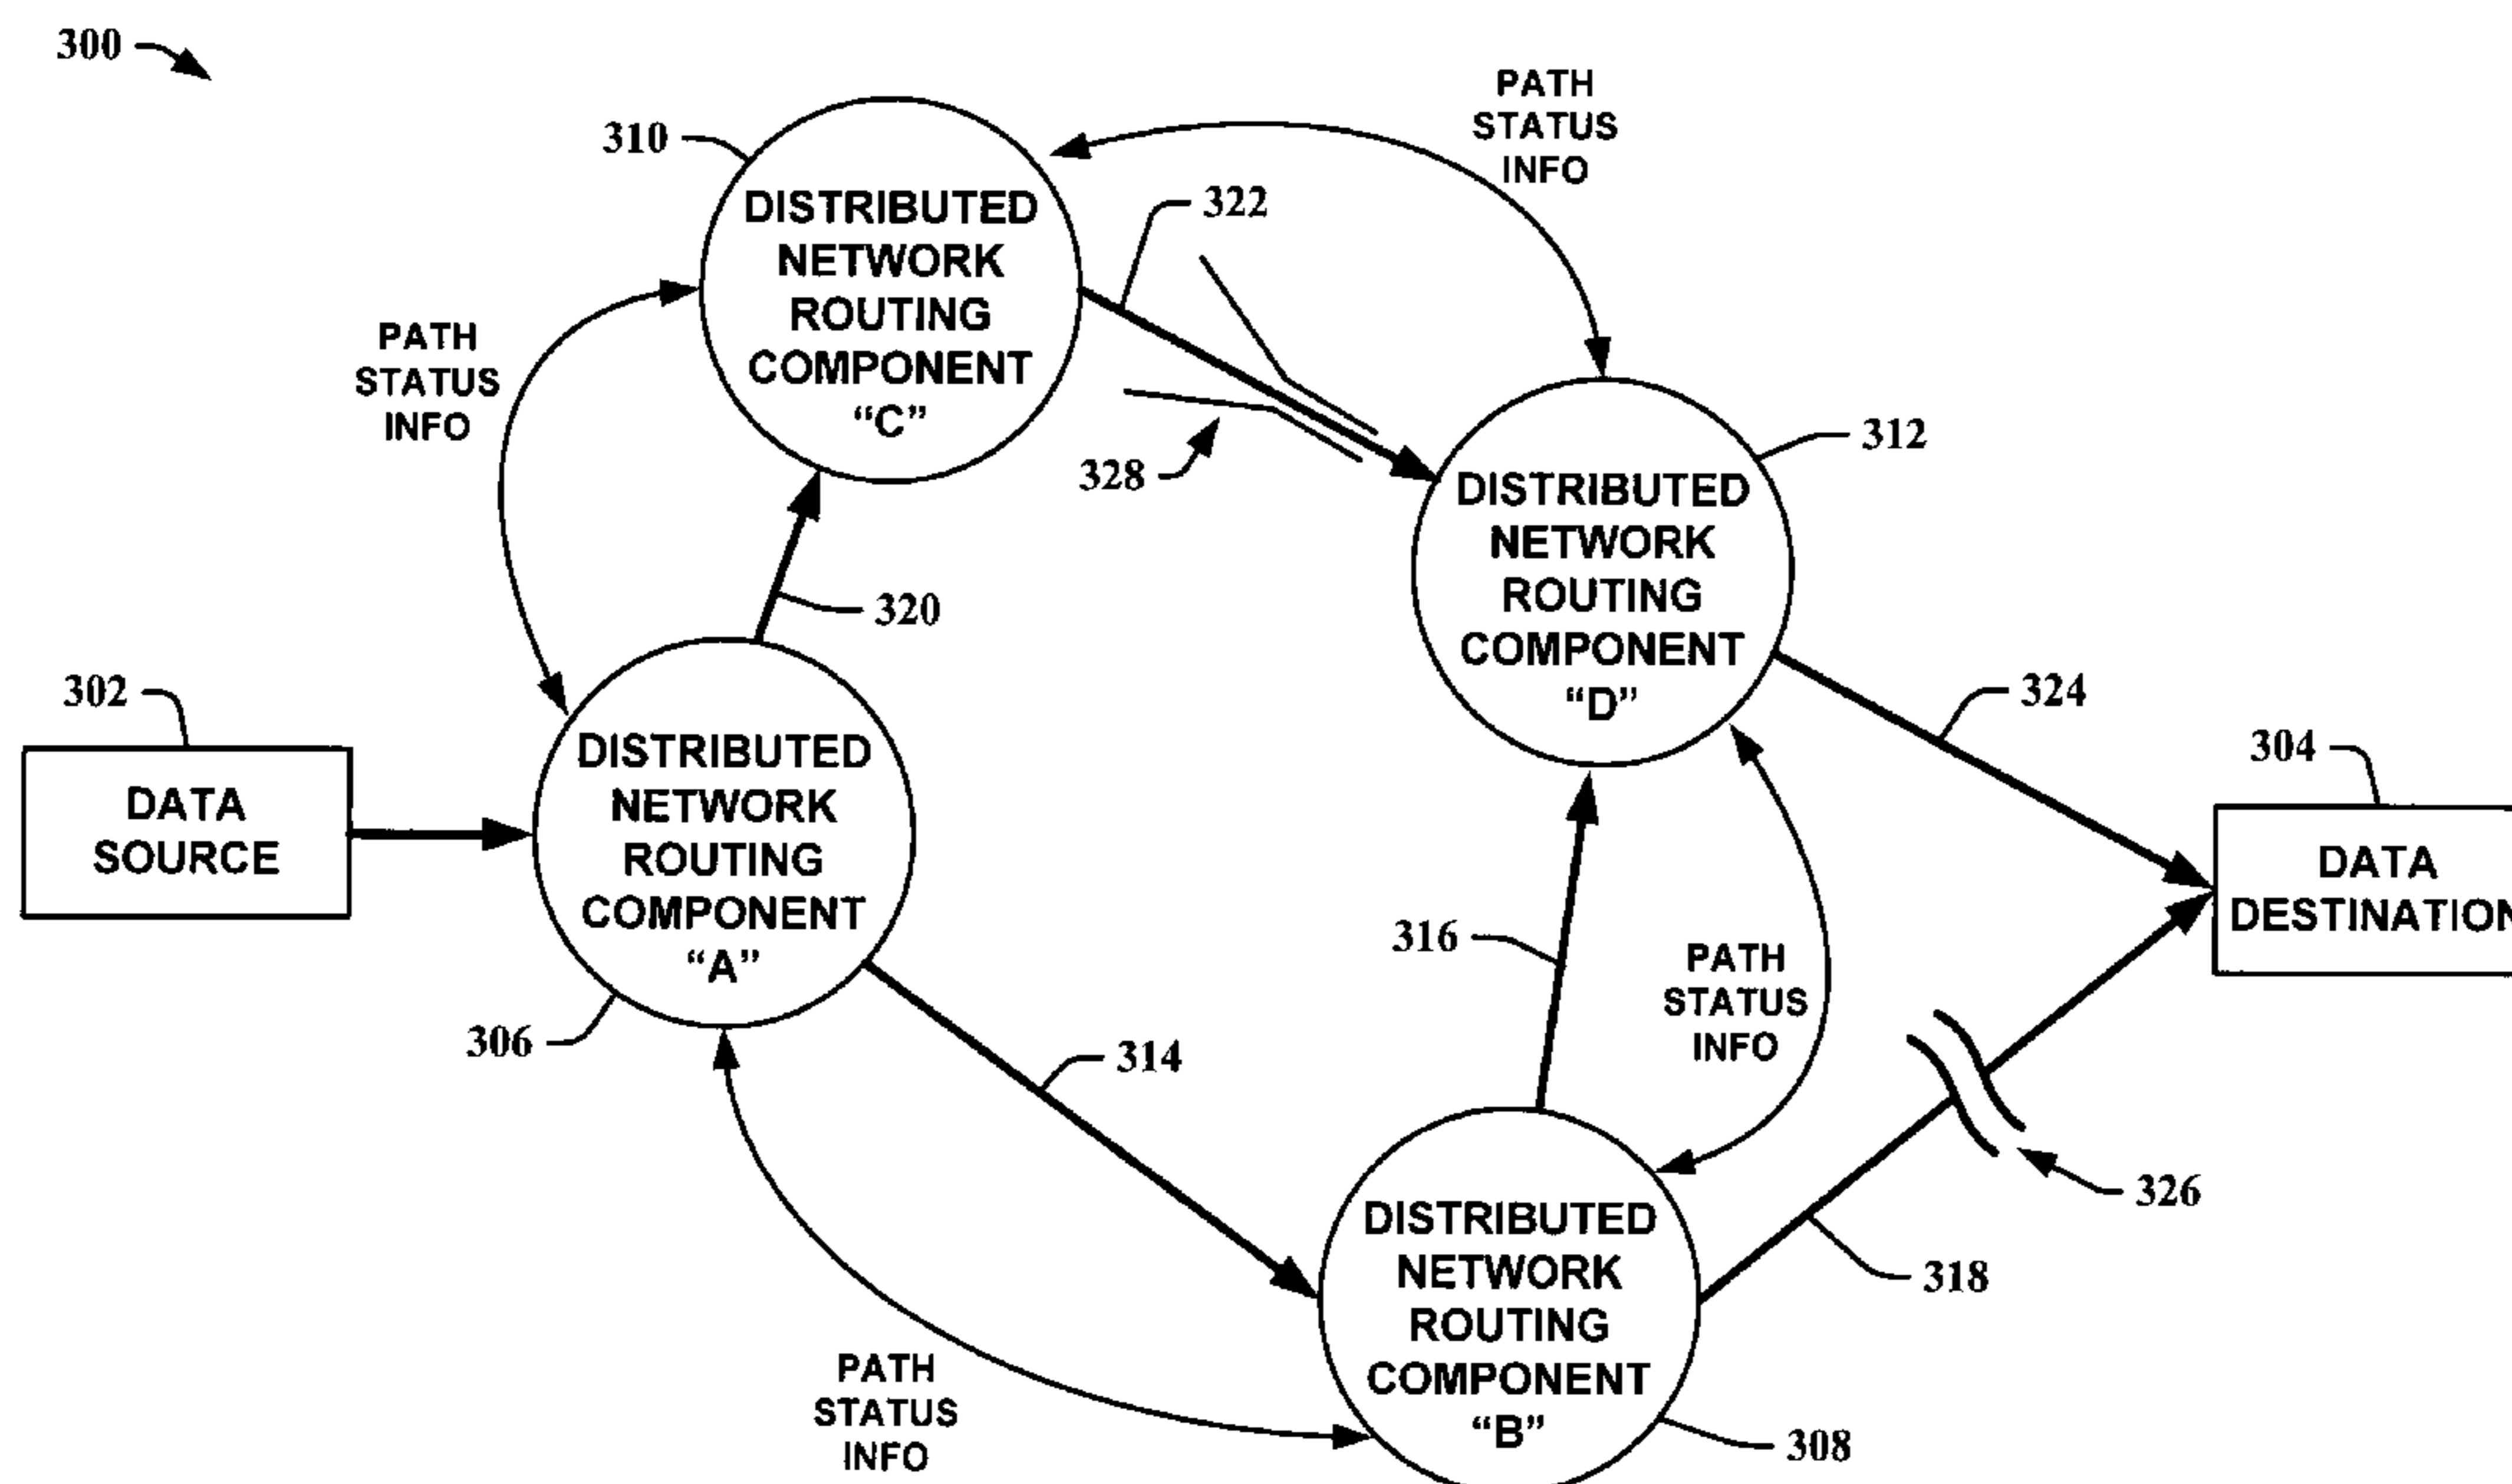 300
PATH
STATUS
INFO
310
DISTRIBUTED
NETWORK
ROUTING
COMPONENT
“C”
322
PATH
STATUS
INFO
328
312
DISTRIBUTED
NETWORK
ROUTING
COMPONENT
“D”
320
302
DATA
SOURCE
DISTRIBUTED
NETWORK
ROUTING
COMPONENT
“A”
306
324
304
DATA
DESTINATION
316
PATH
STATUS
INFO
314
326
318
DISTRIBUTED
NETWORK
ROUTING
COMPONENT
“B”
308
PATH
STATUS
INFO